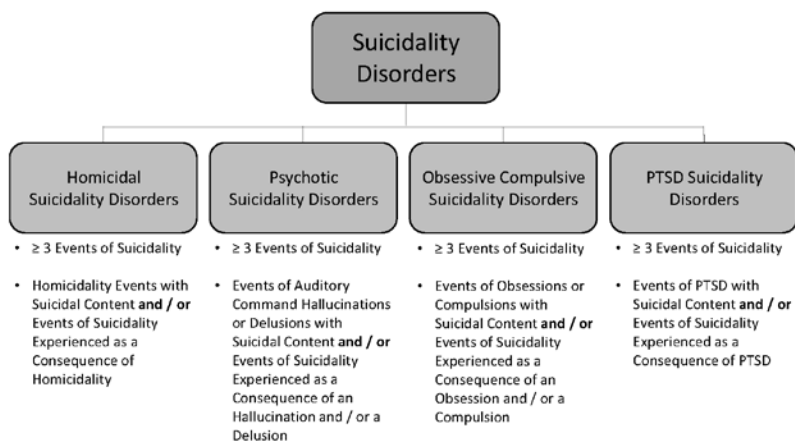 Suicidality
Disorders
Homicidal
Suicidality Disorders
• ≥ 3 Events of Suicidality
• Homicidality Events with
Suicidal Content and / or
Events of Suicidality
Experienced as a
Consequence of
Homicidality
Psychotic
Suicidality Disorders
• ≥ 3 Events of Suicidality
• Events of Auditory
Command Hallucinations
or Delusions with
Suicidal Content and / or
Events of Suicidality
Experienced as a
Consequence of an
Hallucination and / or a
Delusion
Obsessive Compulsive
Suicidality Disorders
• ≥ 3 Events of Suicidality
• Events of Obsessions or
Compulsions with
Suicidal Content and / or
Events of Suicidality
Experienced as a
Consequence of an
Obsession and / or a
Compulsion
PTSD Suicidality
Disorders
• ≥ 3 Events of Suicidality
• Events of PTSD with
Suicidal Content and / or
Events of Suicidality
Experienced as a
Consequence of PTSD